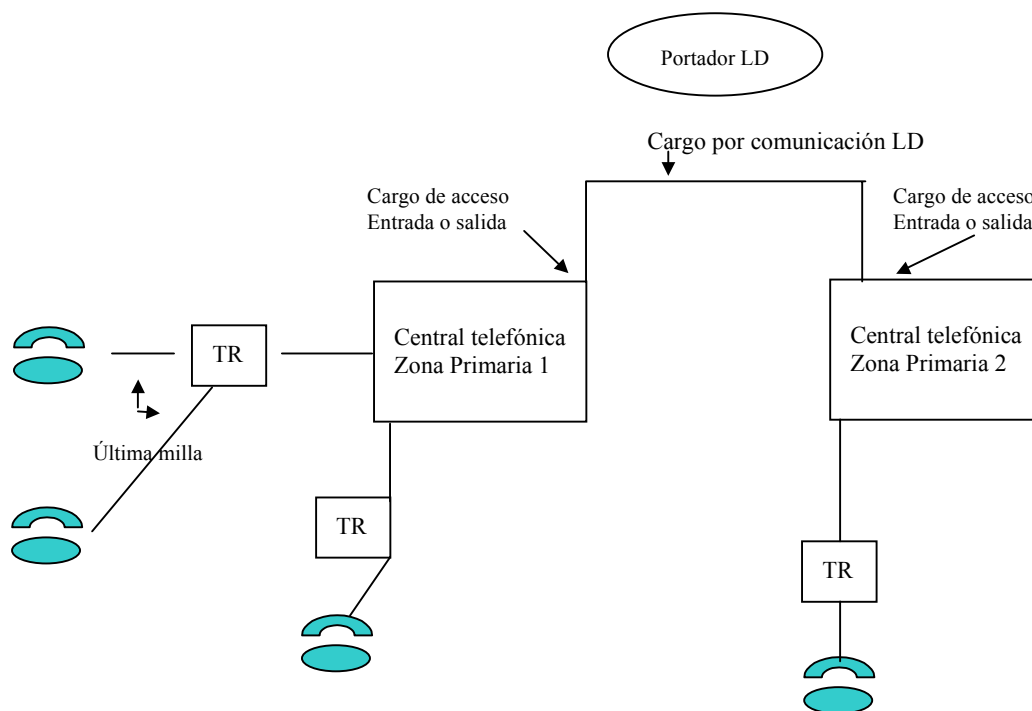 Portador LD
Cargo por comunicación LD
Cargo de acceso
Entrada o salida
Cargo de acceso
Entrada o salida
Central telefónica
Zona Primaria 1
Central telefónica
Zona Primaria 2
TR
Última milla
TR
TR